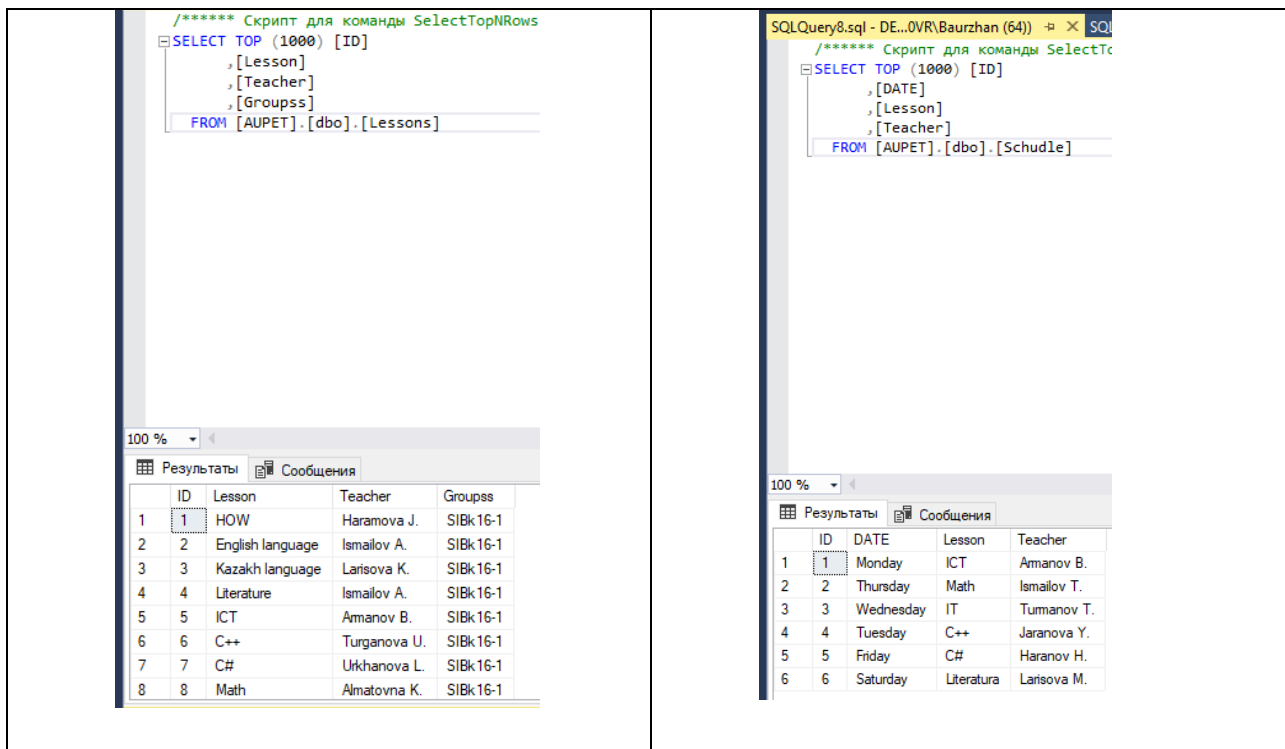 /****** Скрипт для команды SelectTopNRows
SELECT TOP (1000) [ID]
,[Lesson]
,[Teacher]
,[Groupss]
FROM [AUPET].[dbo].[Lessons]
100 %
Результаты Сообщения
ID Lesson Teacher Groupss
1 1 HOW Haramova J. SIBk16-1
2 2 English language Ismailov A. SIBk16-1
3 3 Kazakh language Larisova K. SIBk16-1
4 4 Literature Ismailov A. SIBk16-1
5 5 ICT Armanov B. SIBk16-1
6 6 C++ Turganova U. SIBk16-1
7 7 C# Urkhanova L. SIBk16-1
8 8 Math Almatovna K. SIBk16-1
SQLQuery8.sql - DE...0VR\Baurzhan (64)) SQL
/****** Скрипт для команды SelectTo
SELECT TOP (1000) [ID]
,[DATE]
,[Lesson]
,[Teacher]
FROM [AUPET].[dbo].[Schudle]
100 %
Результаты Сообщения
ID DATE Lesson Teacher
1 1 Monday ICT Armanov B.
2 2 Thursday Math Ismailov T.
3 3 Wednesday IT Turmanov T.
4 4 Tuesday C++ Jaranova Y.
5 5 Friday C# Haranov H.
6 6 Saturday Literatura Larisova M.